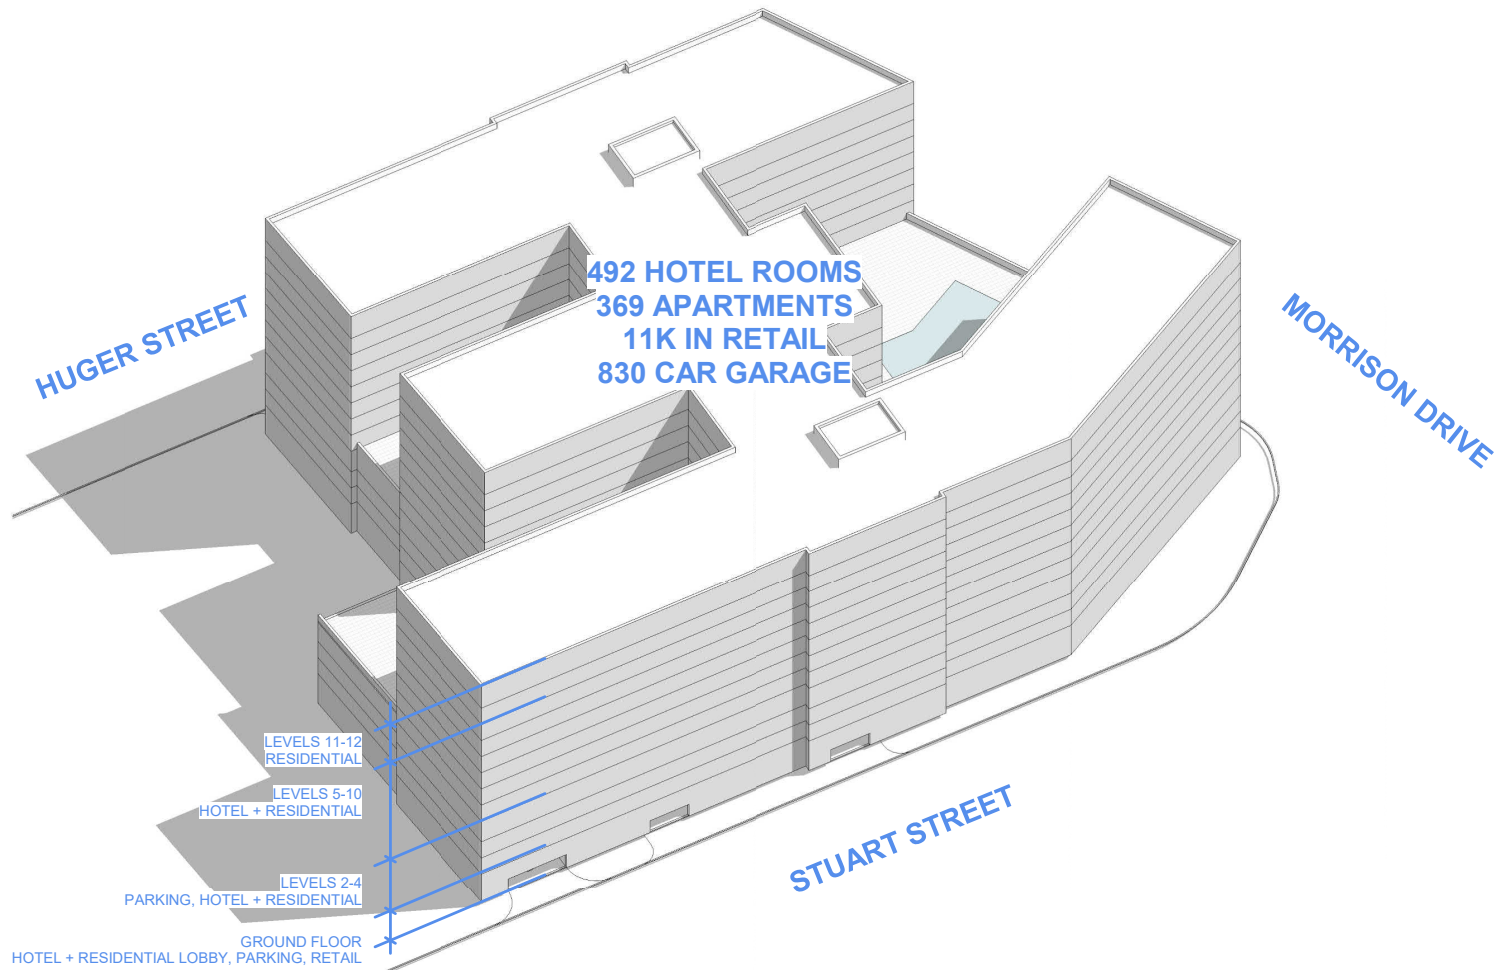 492 HOTEL ROOMS
369 APARTMENTS
11K IN RETAIL
830 CAR GARAGE
HUGER STREET
MORRISON DRIVE
STUART STREET
LEVELS 11-12
RESIDENTIAL
LEVELS 5-10
HOTEL + RESIDENTIAL
LEVELS 2-4
PARKING, HOTEL + RESIDENTIAL
GROUND FLOOR
HOTEL + RESIDENTIAL LOBBY, PARKING, RETAIL